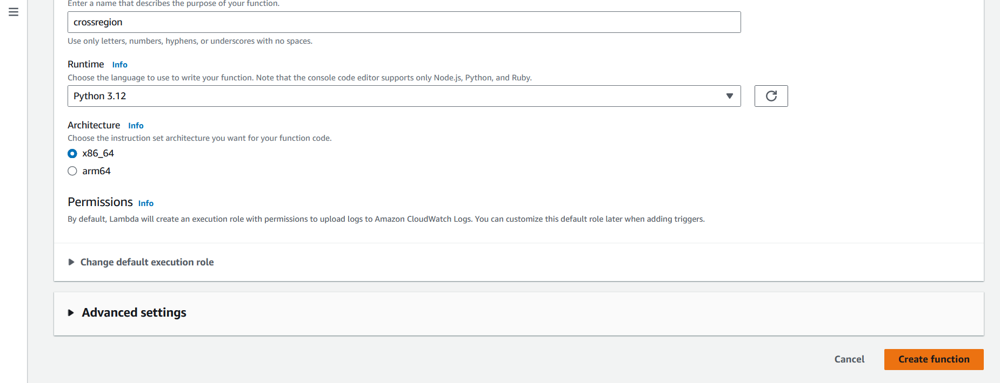 Enter a name that describes the purpose of your function.
crossregion
Use only letters, numbers, hyphens, or underscores with no spaces.
Runtime Info
Choose the language to use to write your function. Note that the console code editor supports only Node.js, Python, and Ruby.
Python 3.12
Architecture Info
Choose the instruction set architecture you want for your function code.
x86_64
arm64
Permissions Info
By default, Lambda will create an execution role with permissions to upload logs to Amazon CloudWatch Logs. You can customize this default role later when adding triggers.
Change default execution role
Advanced settings
Cancel Create function